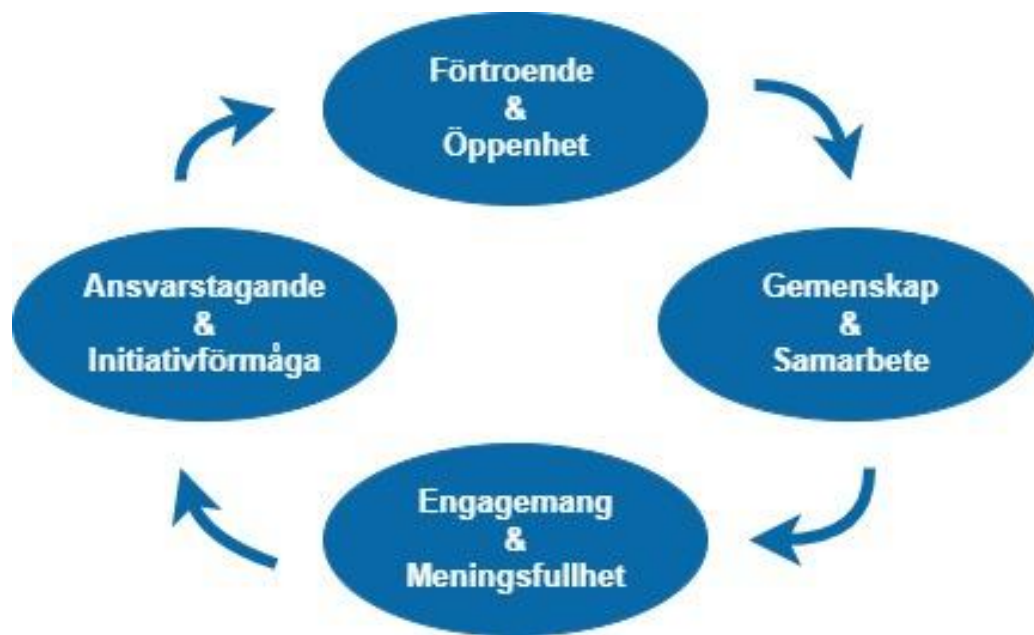 Förtroende
&
Öppenhet
Gemenskap
&
Samarbete
Engagemang
&
Meningsfullhet
Ansvarstagande
&
Initiativförmåga